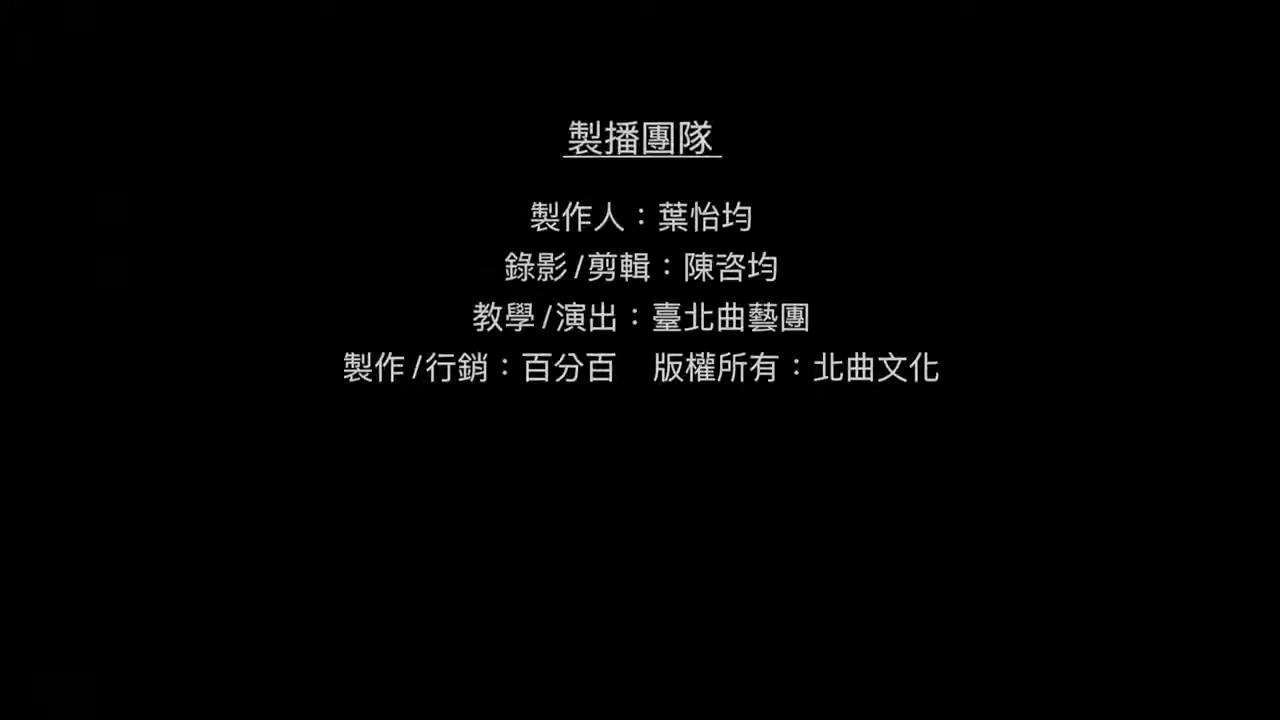 製播團隊
製作人：葉怡均
錄影/剪輯：陳咨均
教學/演出：臺北曲藝團
製作/行銷：百分百　版權所有：北曲文化